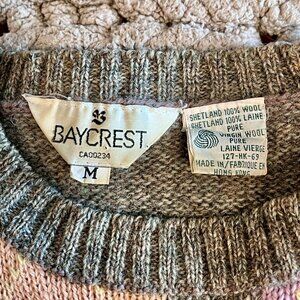 BAYCREST
CA00234
M
SHETLAND 100% WOOL
SHETLAND 100% LAINE
PURE
VIRGIN WOOL
PURE
LAINE VIERGE
127-HK-69
MADE IN/FABRIQUE EN
HONG KONG